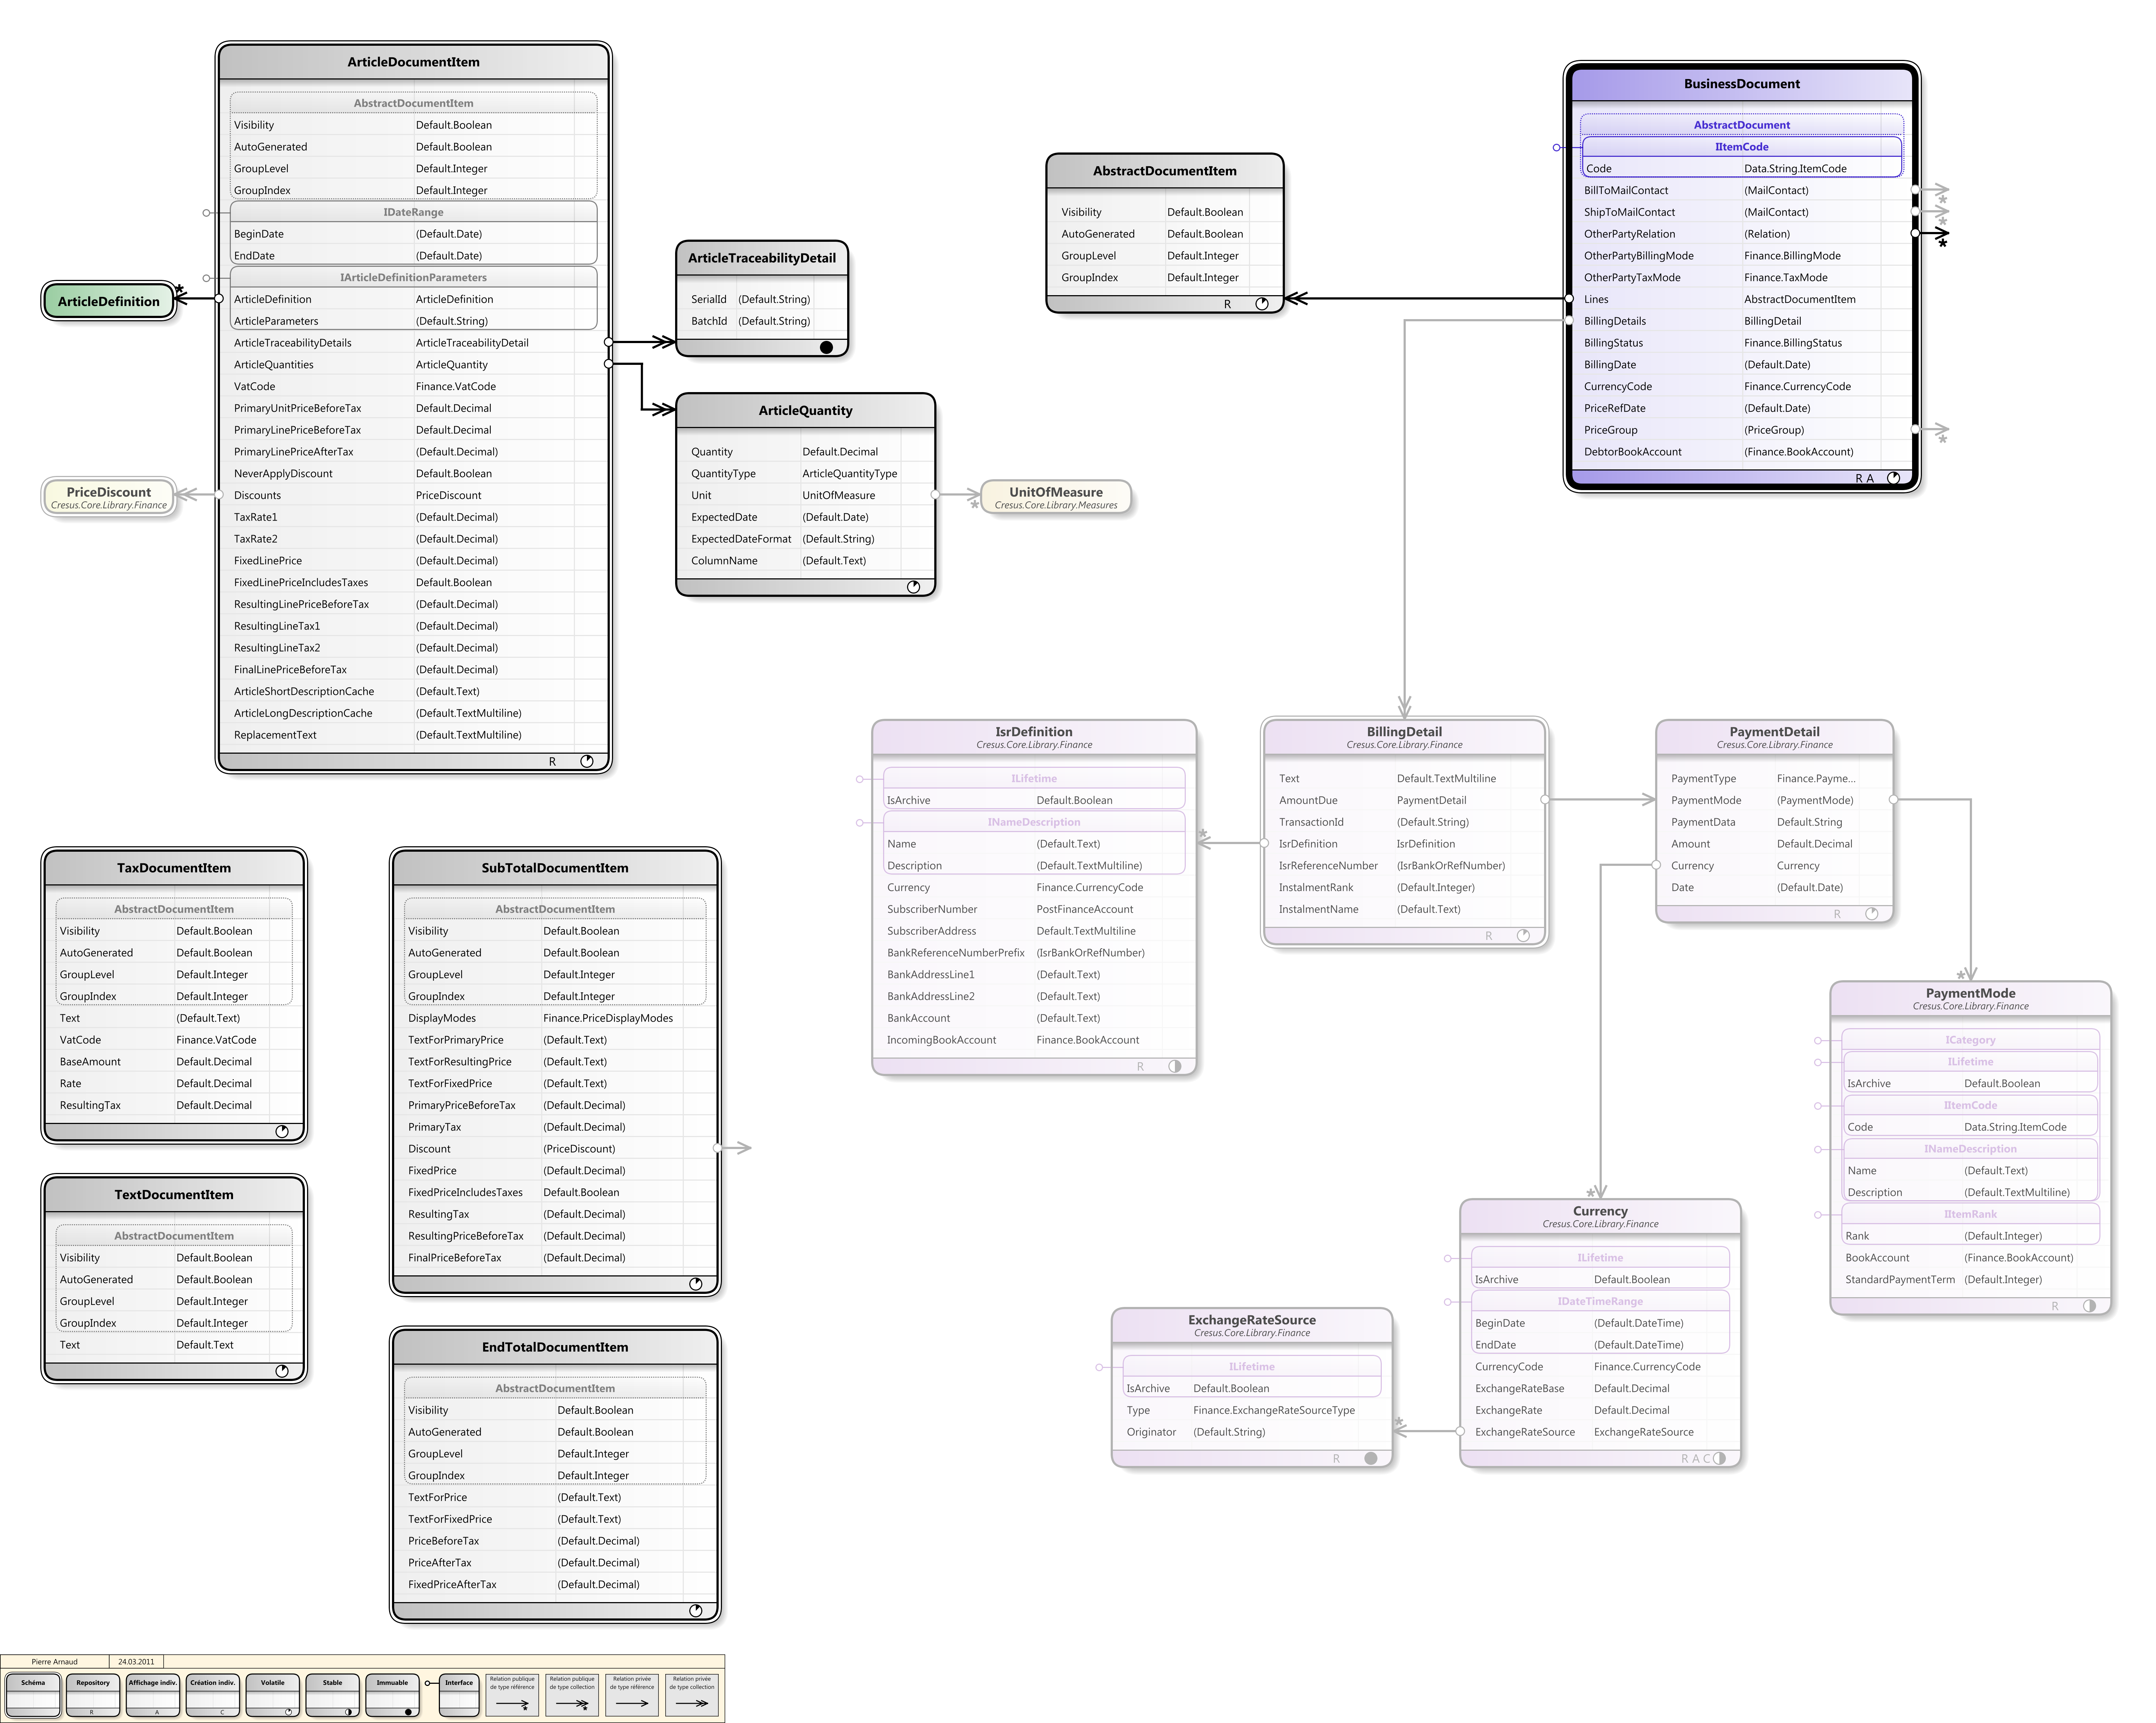 ArticleDocumentItem
AbstractDocumentItem
Visibility Default.Boolean
AutoGenerated Default.Boolean
GroupLevel Default.Integer
GroupIndex Default.Integer
IDateRange
BeginDate (Default.Date)
EndDate (Default.Date)
IArticleDefinitionParameters
ArticleDefinition ArticleDefinition
ArticleParameters (Default.String)
ArticleTraceabilityDetails ArticleTraceabilityDetail
ArticleQuantities ArticleQuantity
VatCode Finance.VatCode
PrimaryUnitPriceBeforeTax Default.Decimal
PrimaryLinePriceBeforeTax Default.Decimal
PrimaryLinePriceAfterTax (Default.Decimal)
NeverApplyDiscount Default.Boolean
Discounts PriceDiscount
TaxRate1 (Default.Decimal)
TaxRate2 (Default.Decimal)
FixedLinePrice (Default.Decimal)
FixedLinePriceIncludesTaxes Default.Boolean
ResultingLinePriceBeforeTax (Default.Decimal)
ResultingLineTax1 (Default.Decimal)
ResultingLineTax2 (Default.Decimal)
FinalLinePriceBeforeTax (Default.Decimal)
ArticleShortDescriptionCache (Default.Text)
ArticleLongDescriptionCache (Default.TextMultiline)
ReplacementText (Default.TextMultiline)
R
ArticleDefinition
*
PriceDiscount
Cresus.Core.Library.Finance
ArticleTraceabilityDetail
SerialId (Default.String)
BatchId (Default.String)
ArticleQuantity
Quantity Default.Decimal
QuantityType ArticleQuantityType
Unit UnitOfMeasure
ExpectedDate (Default.Date)
ExpectedDateFormat (Default.String)
ColumnName (Default.Text)
*
UnitOfMeasure
Cresus.Core.Library.Measures
AbstractDocumentItem
Visibility Default.Boolean
AutoGenerated Default.Boolean
GroupLevel Default.Integer
GroupIndex Default.Integer
R
BusinessDocument
AbstractDocument
IItemCode
Code Data.String.ItemCode
BillToMailContact (MailContact)
*
ShipToMailContact (MailContact)
*
OtherPartyRelation (Relation)
*
OtherPartyBillingMode Finance.BillingMode
OtherPartyTaxMode Finance.TaxMode
Lines AbstractDocumentItem
BillingDetails BillingDetail
BillingStatus Finance.BillingStatus
BillingDate (Default.Date)
CurrencyCode Finance.CurrencyCode
PriceRefDate (Default.Date)
PriceGroup (PriceGroup)
*
DebtorBookAccount (Finance.BookAccount)
R A
IsrDefinition
Cresus.Core.Library.Finance
ILifetime
IsArchive Default.Boolean
INameDescription
Name (Default.Text)
Description (Default.TextMultiline)
Currency Finance.CurrencyCode
SubscriberNumber PostFinanceAccount
SubscriberAddress Default.TextMultiline
BankReferenceNumberPrefix (IsrBankOrRefNumber)
BankAddressLine1 (Default.Text)
BankAddressLine2 (Default.Text)
BankAccount (Default.Text)
IncomingBookAccount Finance.BookAccount
R
*
BillingDetail
Cresus.Core.Library.Finance
Text Default.TextMultiline
AmountDue PaymentDetail
TransactionId (Default.String)
IsrDefinition IsrDefinition
IsrReferenceNumber (IsrBankOrRefNumber)
InstalmentRank (Default.Integer)
InstalmentName (Default.Text)
R
PaymentDetail
Cresus.Core.Library.Finance
PaymentType Finance.Payme...
PaymentMode (PaymentMode)
PaymentData Default.String
Amount Default.Decimal
Currency Currency
Date (Default.Date)
R
*
PaymentMode
Cresus.Core.Library.Finance
ICategory
ILifetime
IsArchive Default.Boolean
IItemCode
Code Data.String.ItemCode
INameDescription
Name (Default.Text)
Description (Default.TextMultiline)
IItemRank
Rank (Default.Integer)
BookAccount (Finance.BookAccount)
StandardPaymentTerm (Default.Integer)
R
TaxDocumentItem
AbstractDocumentItem
Visibility Default.Boolean
AutoGenerated Default.Boolean
GroupLevel Default.Integer
GroupIndex Default.Integer
Text (Default.Text)
VatCode Finance.VatCode
BaseAmount Default.Decimal
Rate Default.Decimal
ResultingTax Default.Decimal
TextDocumentItem
AbstractDocumentItem
Visibility Default.Boolean
AutoGenerated Default.Boolean
GroupLevel Default.Integer
GroupIndex Default.Integer
Text Default.Text
SubTotalDocumentItem
AbstractDocumentItem
Visibility Default.Boolean
AutoGenerated Default.Boolean
GroupLevel Default.Integer
GroupIndex Default.Integer
DisplayModes Finance.PriceDisplayModes
TextForPrimaryPrice (Default.Text)
TextForResultingPrice (Default.Text)
TextForFixedPrice (Default.Text)
PrimaryPriceBeforeTax (Default.Decimal)
PrimaryTax (Default.Decimal)
Discount (PriceDiscount)
FixedPrice (Default.Decimal)
FixedPriceIncludesTaxes Default.Boolean
ResultingTax (Default.Decimal)
ResultingPriceBeforeTax (Default.Decimal)
FinalPriceBeforeTax (Default.Decimal)
EndTotalDocumentItem
AbstractDocumentItem
Visibility Default.Boolean
AutoGenerated Default.Boolean
GroupLevel Default.Integer
GroupIndex Default.Integer
TextForPrice (Default.Text)
TextForFixedPrice (Default.Text)
PriceBeforeTax (Default.Decimal)
PriceAfterTax (Default.Decimal)
FixedPriceAfterTax (Default.Decimal)
*
Currency
Cresus.Core.Library.Finance
ILifetime
IsArchive Default.Boolean
IDateTimeRange
BeginDate (Default.DateTime)
EndDate (Default.DateTime)
CurrencyCode Finance.CurrencyCode
ExchangeRateBase Default.Decimal
ExchangeRate Default.Decimal
ExchangeRateSource ExchangeRateSource
R A C
ExchangeRateSource
Cresus.Core.Library.Finance
ILifetime
IsArchive Default.Boolean
Type Finance.ExchangeRateSourceType
Originator (Default.String)
R
*
Pierre Arnaud 24.03.2011
Schéma
Repository
R
Affichage indiv.
A
Création indiv.
C
Volatile
Stable
Immuable
Interface
Relation publique
de type référence
*
Relation publique
de type collection
*
Relation privée
de type référence
Relation privée
de type collection